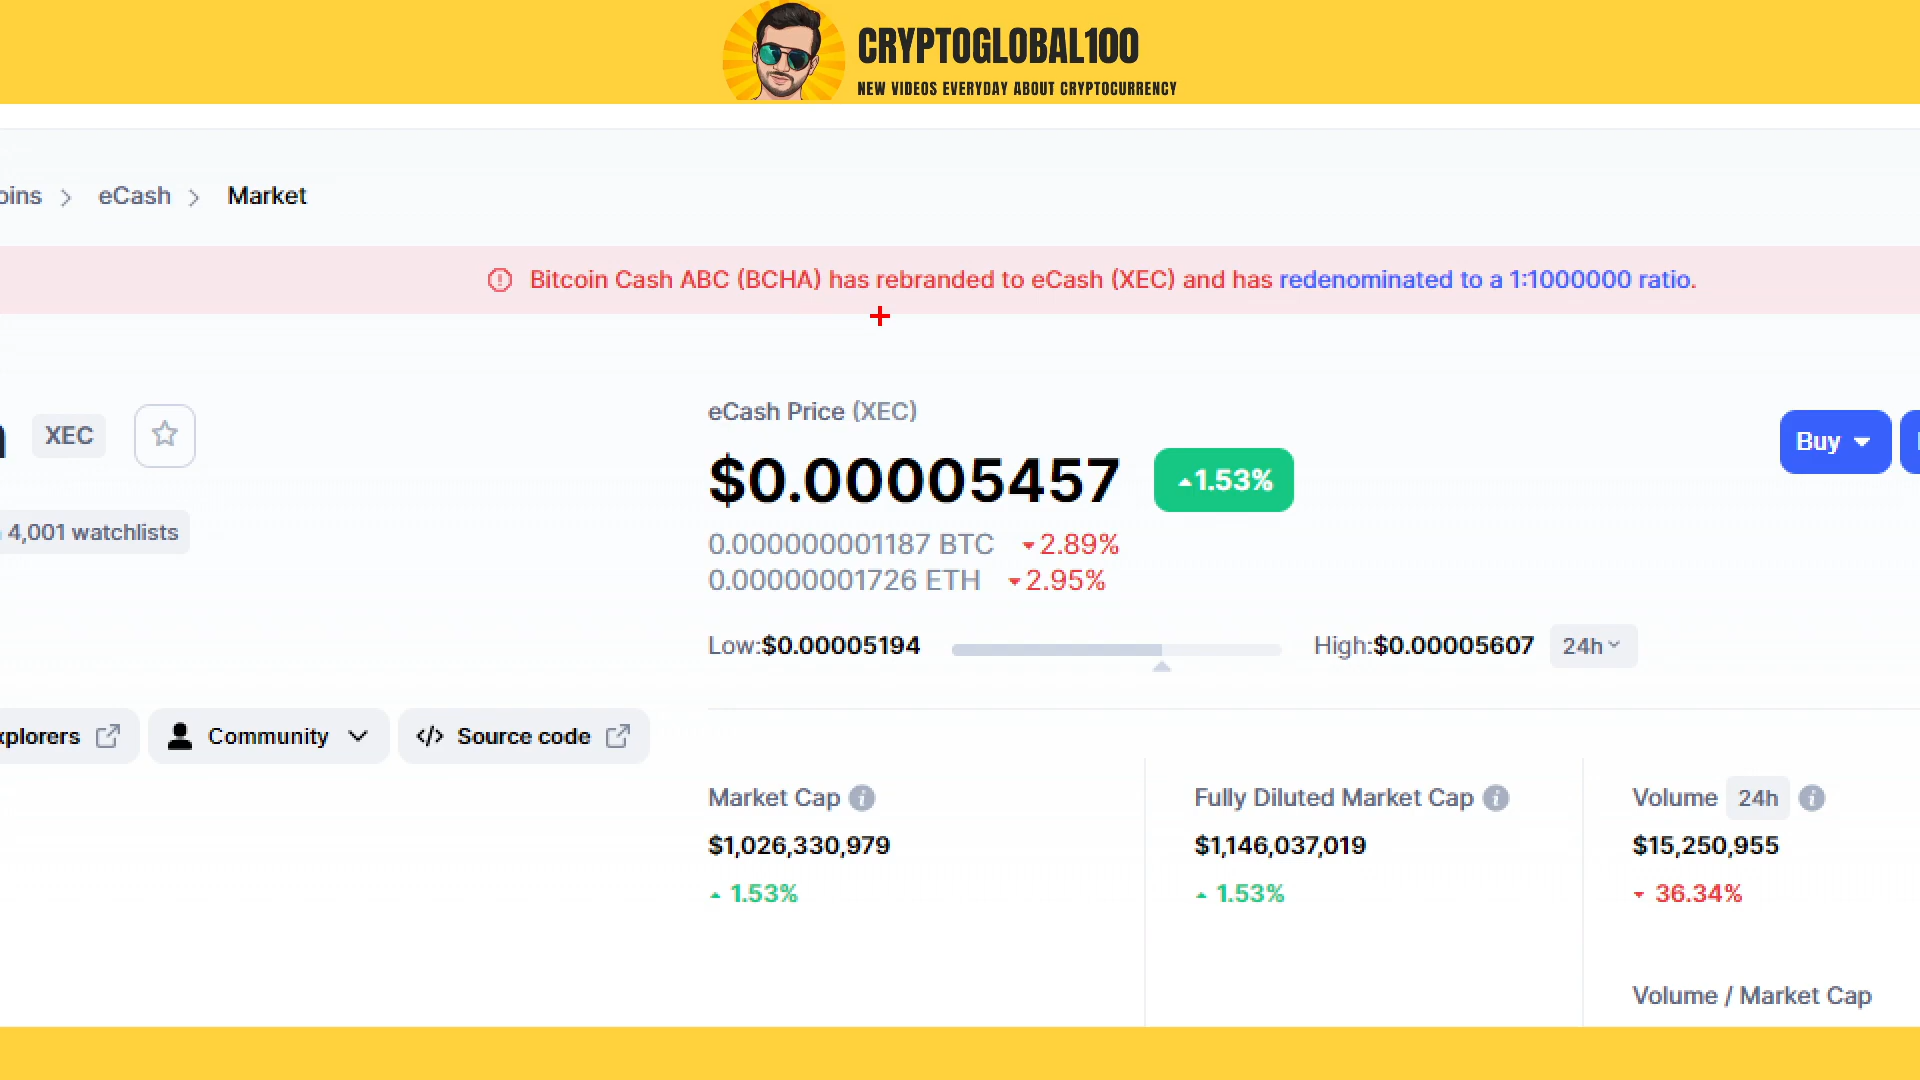 CRYPTOGLOBAL100
NEW VIDEOS EVERYDAY ABOUT CRYPTOCURRENCY
oins > eCash > Market
Bitcoin Cash ABC (BCHA) has rebranded to eCash (XEC) and has redenominated to a 1:1000000 ratio.
XEC
4,001 watchlists
eCash Price (XEC)
$0.00005457 1.53%
0.000000001187 BTC 2.89%
0.00000001726 ETH 2.95%
Low:$0.00005194 High:$0.00005607 24h
Buy
xplorers Community Source code
Market Cap
$1,026,330,979
1.53%
Fully Diluted Market Cap
$1,146,037,019
1.53%
Volume 24h
$15,250,955
36.34%
Volume / Market Cap